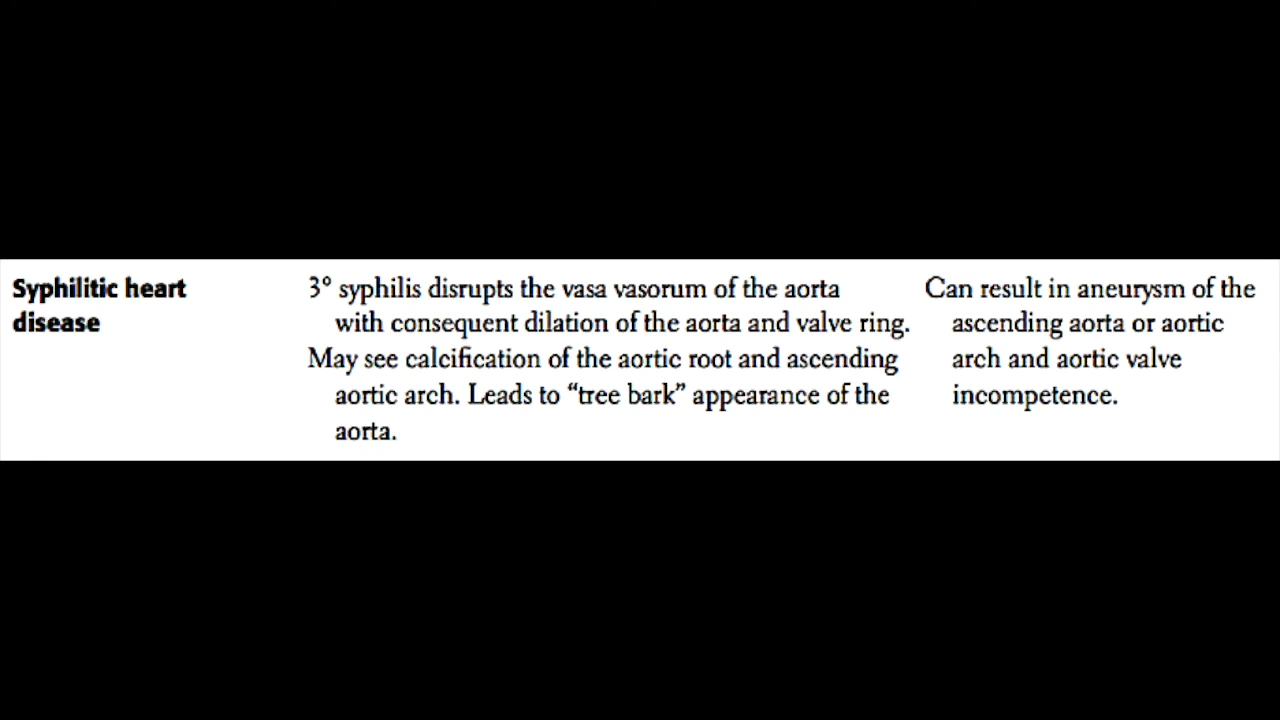 Syphilitic heart
disease
3° syphilis disrupts the vasa vasorum of the aorta
with consequent dilation of the aorta and valve ring.
May see calcification of the aortic root and ascending
aortic arch. Leads to “tree bark” appearance of the
aorta.
Can result in aneurysm of the
ascending aorta or aortic
arch and aortic valve
incompetence.